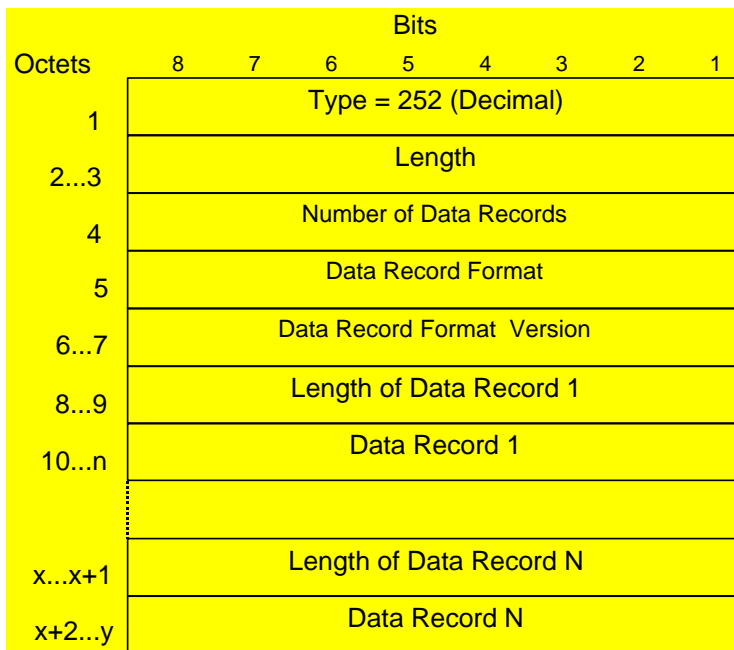 Bits
Octets 8 7 6 5 4 3 2 1
1 Type = 252 (Decimal)
2...3 Length
4 Number of Data Records
5 Data Record Format
6...7 Data Record Format Version
8...9 Length of Data Record 1
10...n Data Record 1
x...x+1 Length of Data Record N
x+2...y Data Record N